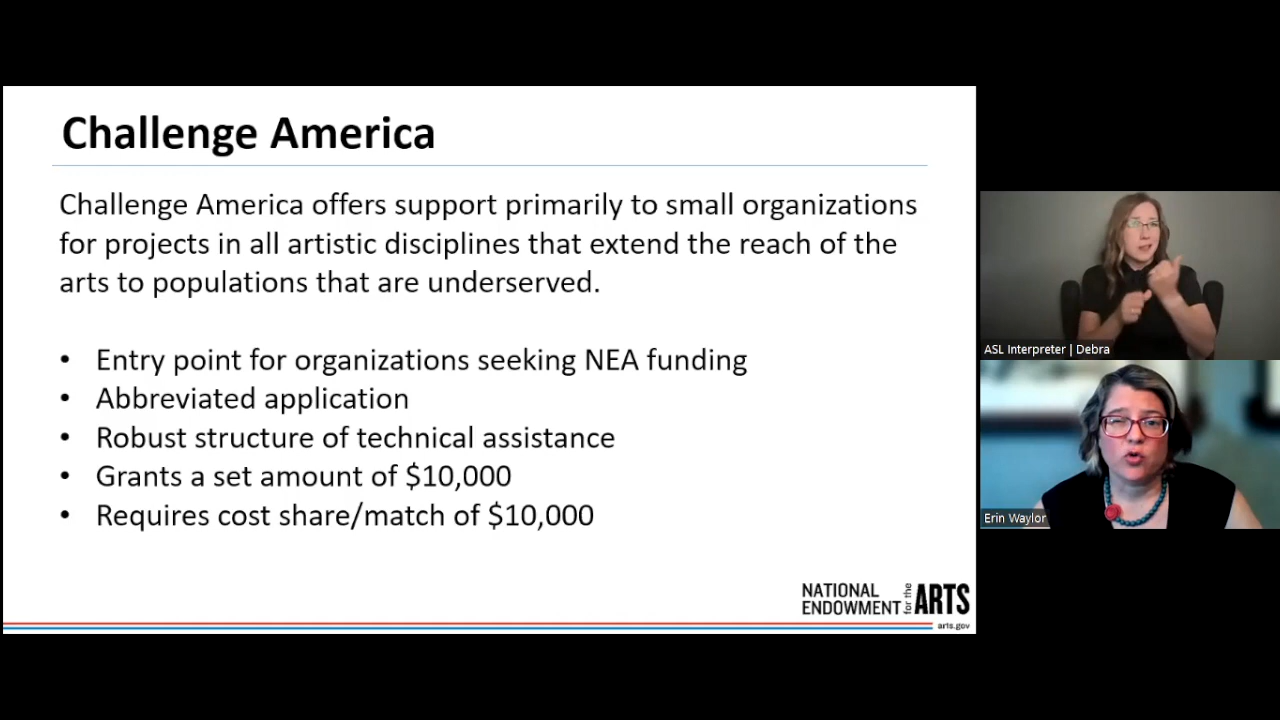 Challenge America
Challenge America offers support primarily to small organizations
for projects in all artistic disciplines that extend the reach of the
arts to populations that are underserved.
• Entry point for organizations seeking NEA funding
• Abbreviated application
• Robust structure of technical assistance
• Grants a set amount of $10,000
• Requires cost share/match of $10,000
NATIONAL
ENDOWMENT for the ARTS
arts.gov
ASL Interpreter | Debra
Erin Waylor